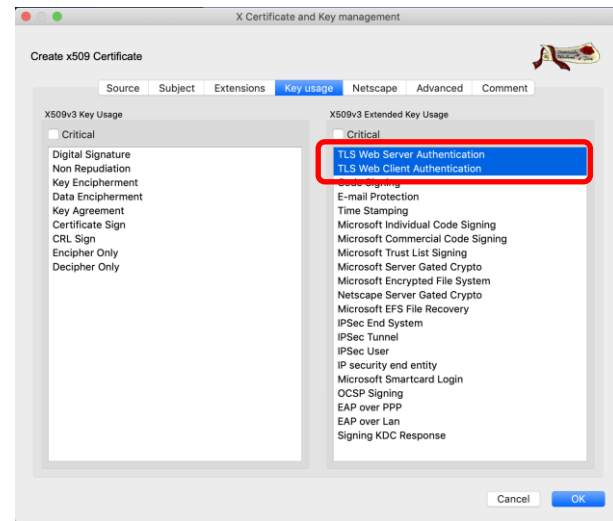 X Certificate and Key management
Create x509 Certificate
Source Subject Extensions Key usage Netscape Advanced Comment
X509v3 Key Usage
Critical
Digital Signature
Non Repudiation
Key Encipherment
Data Encipherment
Key Agreement
Certificate Sign
CRL Sign
Encipher Only
Decipher Only
X509v3 Extended Key Usage
Critical
TLS Web Server Authentication
TLS Web Client Authentication
Code Signing
E-mail Protection
Time Stamping
Microsoft Individual Code Signing
Microsoft Commercial Code Signing
Microsoft Trust List Signing
Microsoft Server Gated Crypto
Microsoft Encrypted File System
Netscape Server Gated Crypto
Microsoft EFS File Recovery
IPSec End System
IPSec Tunnel
IPSec User
IP security end entity
Microsoft Smartcard Login
OCSP Signing
EAP over PPP
EAP over Lan
Signing KDC Response
Cancel OK